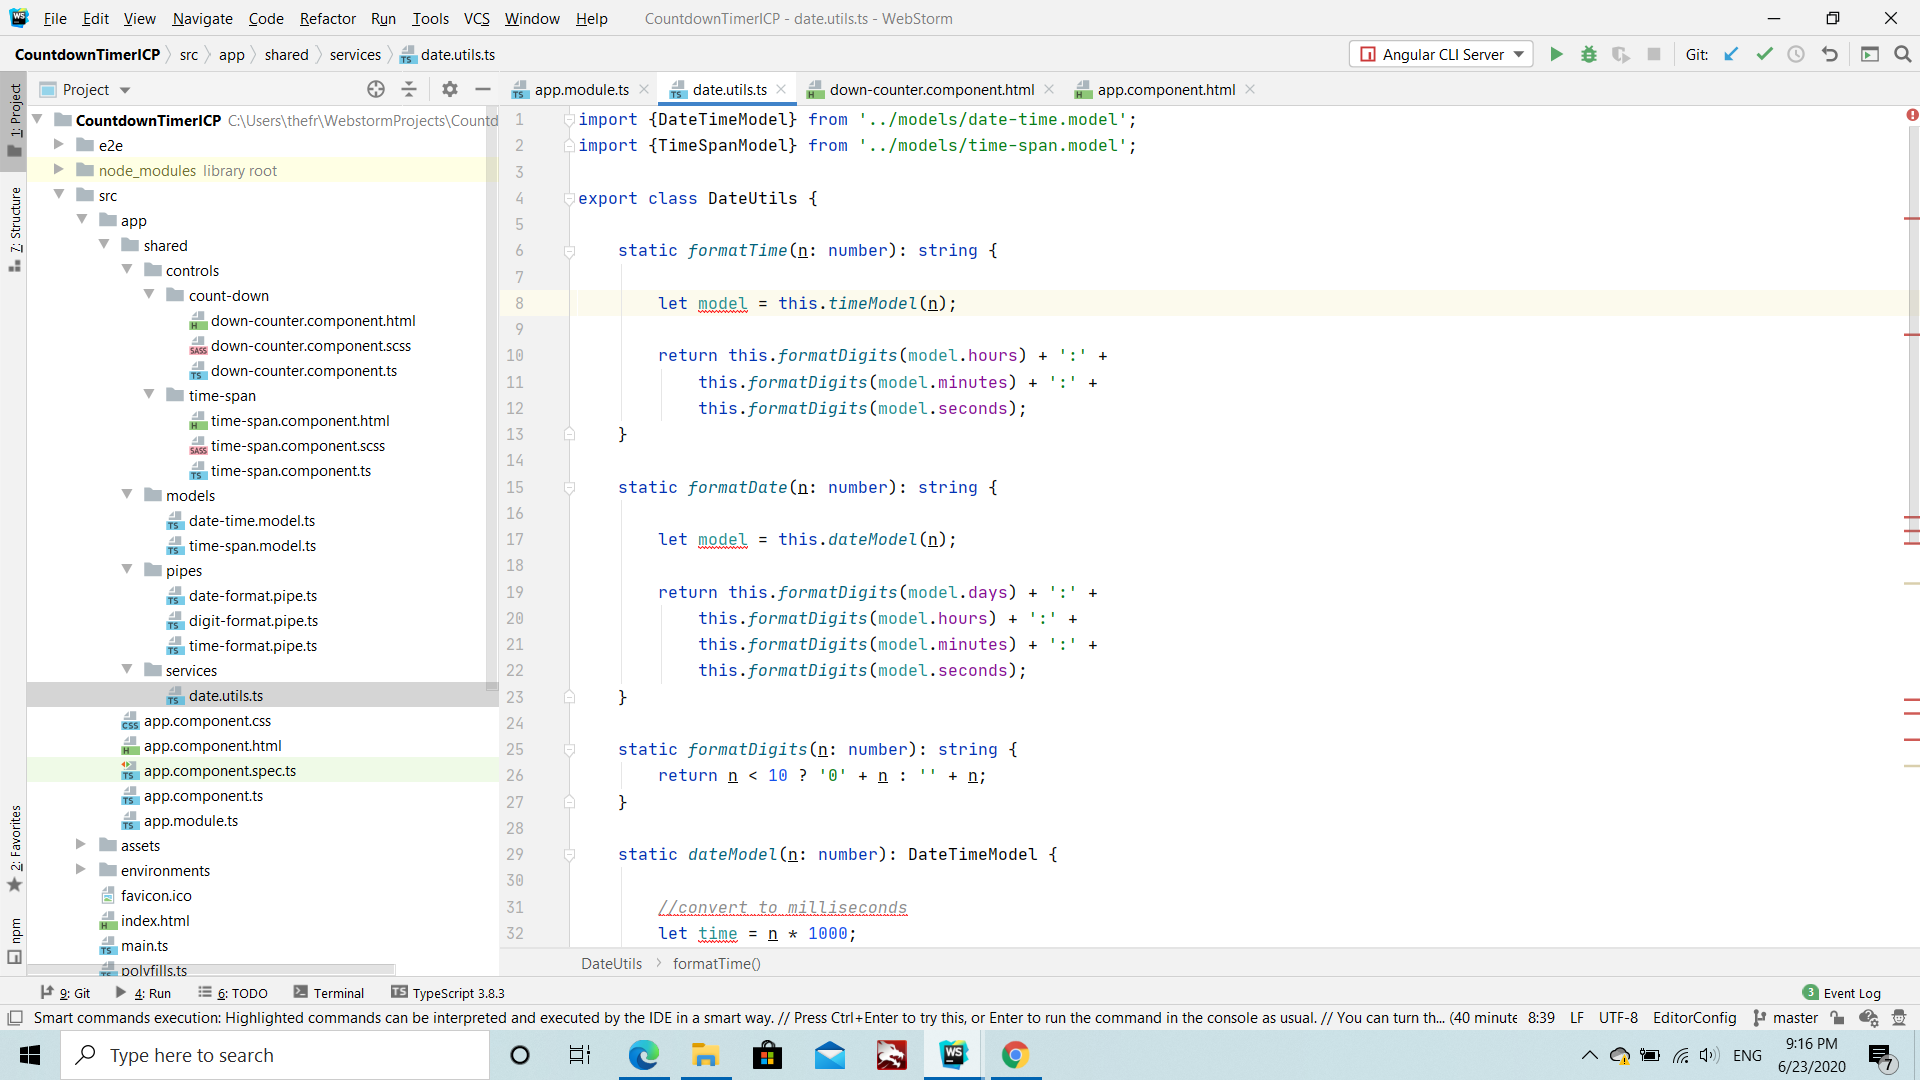 File Edit View Navigate Code Refactor Run Tools VCS Window Help CountdownTimerICP - date.utils.ts - WebStorm
CountdownTimerICP src app shared services date.utils.ts Angular CLI Server Git:
Project app.module.ts date.utils.ts down-counter.component.html app.component.html
1: Project
7: Structure
2: Favorites
npm
CountdownTimerICP C:\Users\thefr\WebstormProjects\Countd
e2e
node_modules library root
src
app
shared
controls
count-down
down-counter.component.html
down-counter.component.scss
down-counter.component.ts
time-span
time-span.component.html
time-span.component.scss
time-span.component.ts
models
date-time.model.ts
time-span.model.ts
pipes
date-format.pipe.ts
digit-format.pipe.ts
time-format.pipe.ts
services
date.utils.ts
app.component.css
app.component.html
app.component.spec.ts
app.component.ts
app.module.ts
assets
environments
favicon.ico
index.html
main.ts
polyfills.ts
1 import {DateTimeModel} from '../models/date-time.model';
2 import {TimeSpanModel} from '../models/time-span.model';
3
4 export class DateUtils {
5
6 static formatTime(n: number): string {
7
8 let model = this.timeModel(n);
9
10 return this.formatDigits(model.hours) + ':' +
11 this.formatDigits(model.minutes) + ':' +
12 this.formatDigits(model.seconds);
13 }
14
15 static formatDate(n: number): string {
16
17 let model = this.dateModel(n);
18
19 return this.formatDigits(model.days) + ':' +
20 this.formatDigits(model.hours) + ':' +
21 this.formatDigits(model.minutes) + ':' +
22 this.formatDigits(model.seconds);
23 }
24
25 static formatDigits(n: number): string {
26 return n < 10 ? '0' + n : '' + n;
27 }
28
29 static dateModel(n: number): DateTimeModel {
30
31 //convert to milliseconds
32 let time = n * 1000;
DateUtils formatTime()
9: Git 4: Run 6: TODO Terminal TypeScript 3.8.3 3 Event Log
Smart commands execution: Highlighted commands can be interpreted and executed by the IDE in a smart way. // Press Ctrl+Enter to try this, or Enter to run the command in the console as usual. // You can turn th... (40 minute 8:39 LF UTF-8 EditorConfig master
Type here to search ENG 9:16 PM
6/23/2020 7